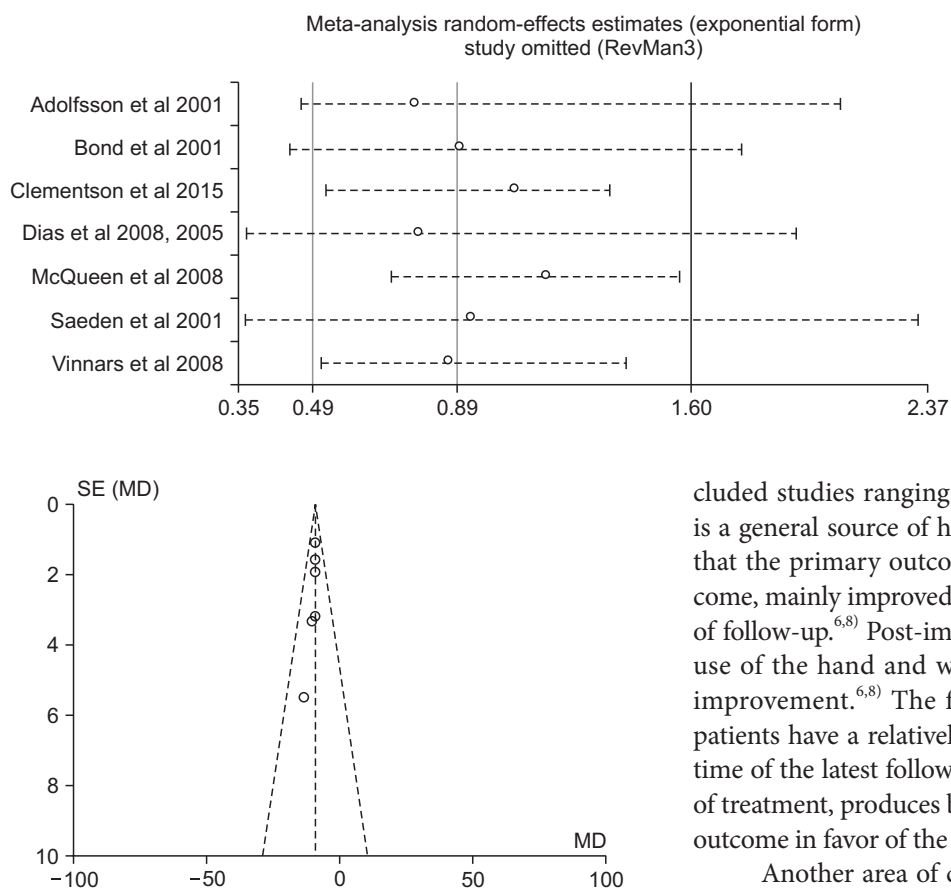 Meta-analysis random-effects estimates (exponential form)
study omitted (RevMan3)
Adolfsson et al 2001
Bond et al 2001
Clementson et al 2015
Dias et al 2008, 2005
McQueen et al 2008
Saeden et al 2001
Vinnars et al 2008
0.35 0.49 0.89 1.60 2.37
SE (MD)
0
2
4
6
8
10
MD
−100 −50 0 50 100
cluded studies ranging
is a general source of h
that the primary outco
come, mainly improved
of follow-up.6,8) Post-im
use of the hand and w
improvement.6,8) The f
patients have a relatively
time of the latest follow
of treatment, produces b
outcome in favor of the
Another area of c